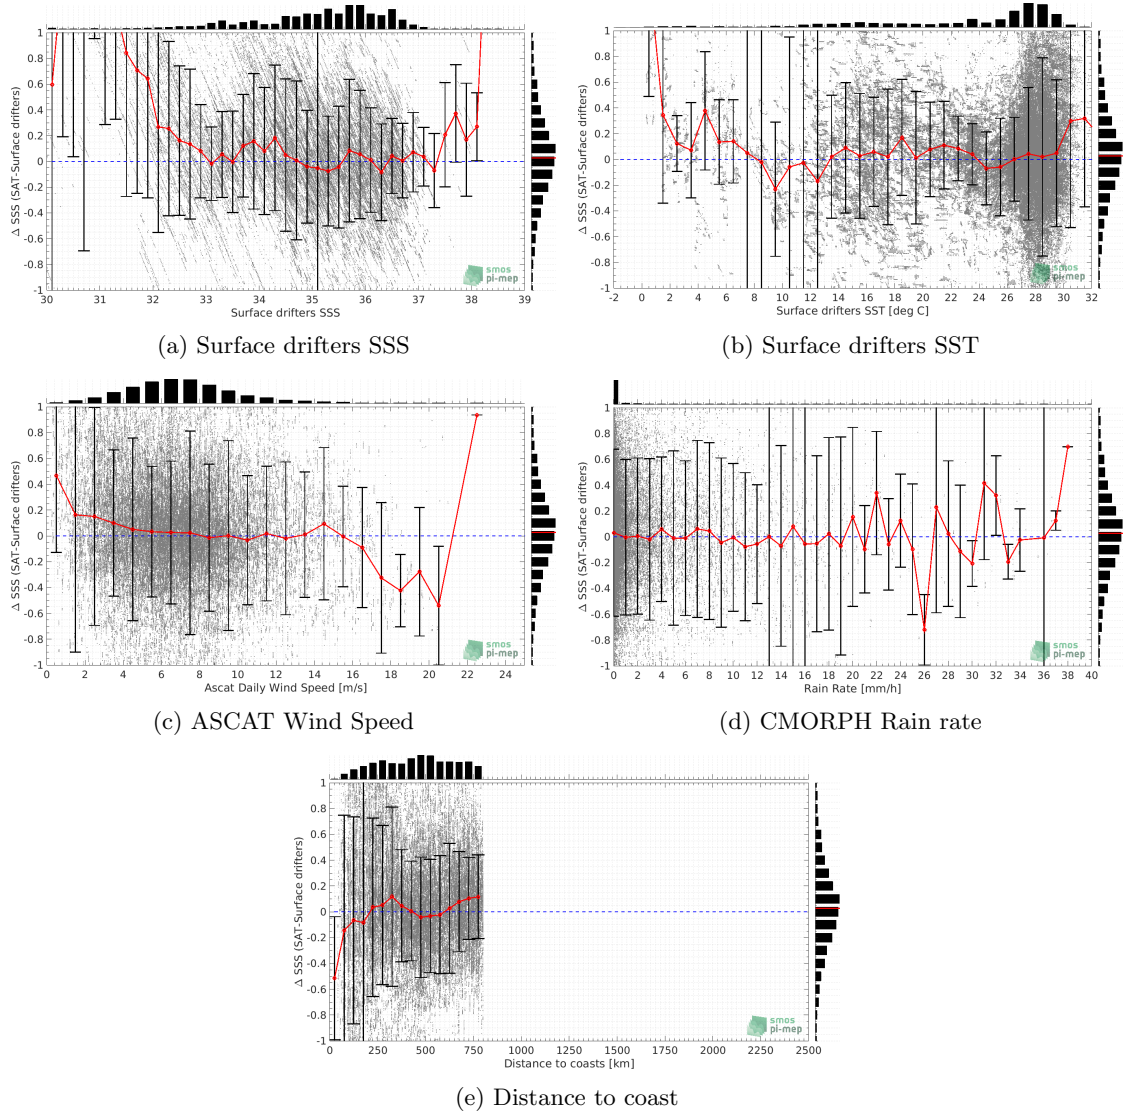 1
0.8
0.6
0.4
0.2
0
-0.2
-0.4
-0.6
-0.8
-1
Δ SSS (SAT-Surface drifters)
30 31 32 33 34 35 36 37 38 39
Surface drifters SSS
smos
pi-mep
(a) Surface drifters SSS
1
0.8
0.6
0.4
0.2
0
-0.2
-0.4
-0.6
-0.8
-1
Δ SSS (SAT-Surface drifters)
-2 0 2 4 6 8 10 12 14 16 18 20 22 24 26 28 30 32
Surface drifters SST [deg C]
smos
pi-mep
(b) Surface drifters SST
1
0.8
0.6
0.4
0.2
0
-0.2
-0.4
-0.6
-0.8
-1
Δ SSS (SAT-Surface drifters)
0 2 4 6 8 10 12 14 16 18 20 22 24
Ascat Daily Wind Speed [m/s]
smos
pi-mep
(c) ASCAT Wind Speed
1
0.8
0.6
0.4
0.2
0
-0.2
-0.4
-0.6
-0.8
-1
Δ SSS (SAT-Surface drifters)
0 2 4 6 8 10 12 14 16 18 20 22 24 26 28 30 32 34 36 38 40
Rain Rate [mm/h]
smos
pi-mep
(d) CMORPH Rain rate
1
0.8
0.6
0.4
0.2
0
-0.2
-0.4
-0.6
-0.8
-1
Δ SSS (SAT-Surface drifters)
0 250 500 750 1000 1250 1500 1750 2000 2250 2500
Distance to coasts [km]
smos
pi-mep
(e) Distance to coast